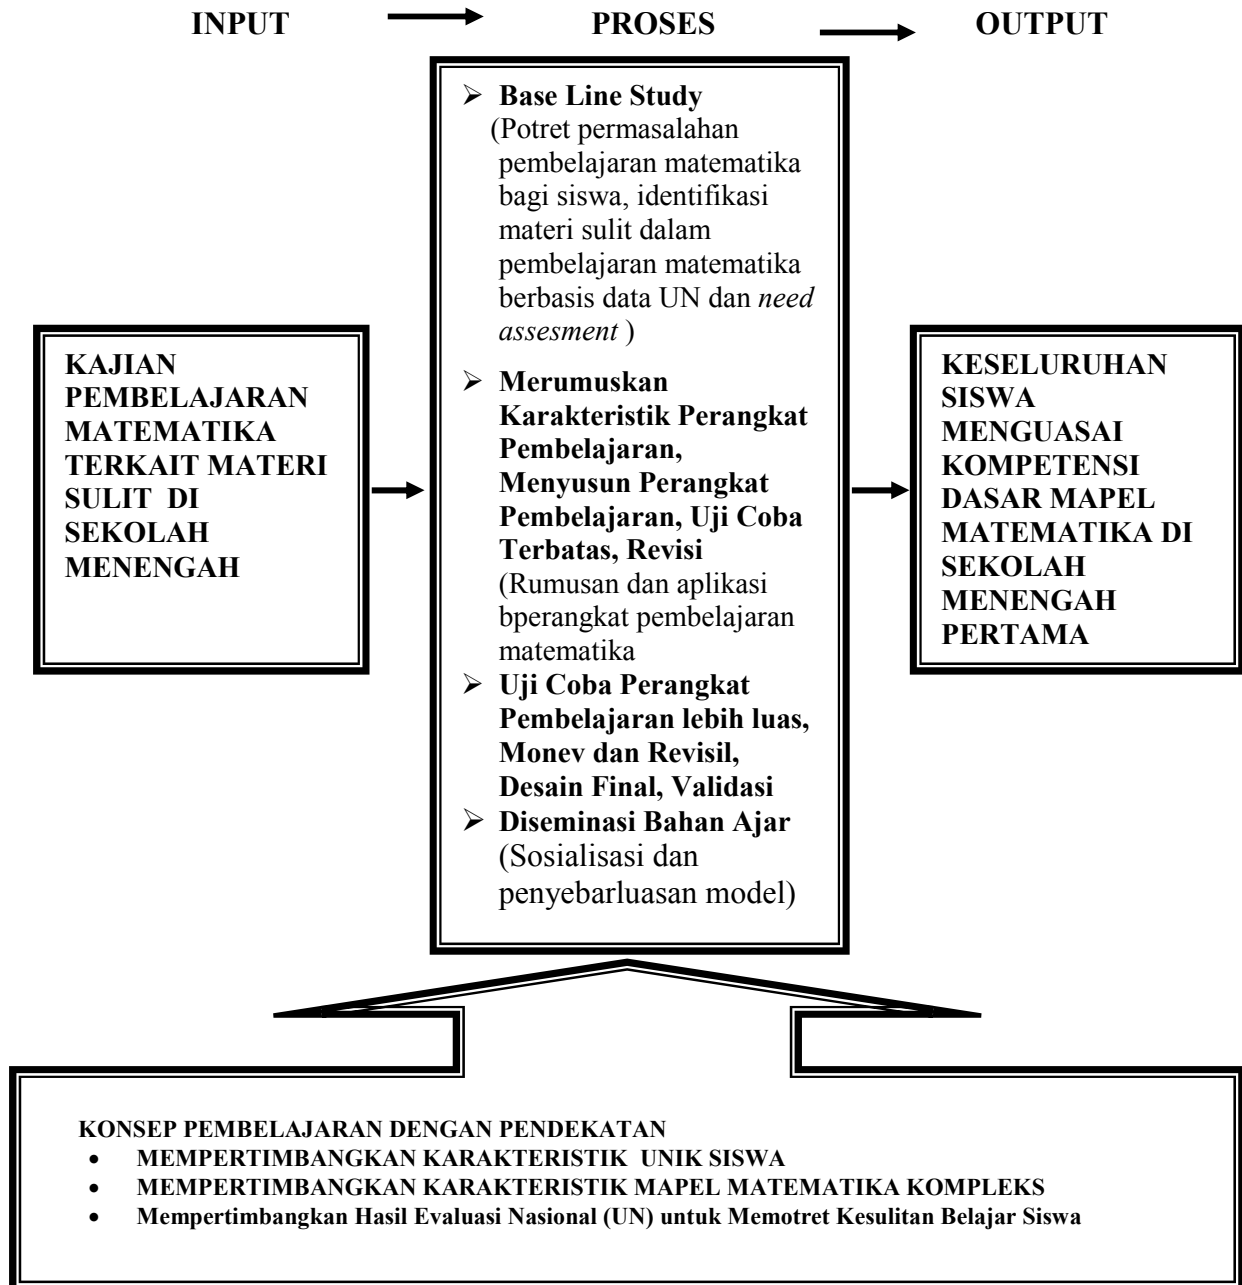 INPUT PROSES OUTPUT
➢ Base Line Study
(Potret permasalahan
pembelajaran matematika
bagi siswa, identifikasi
materi sulit dalam
pembelajaran matematika
berbasis data UN dan need
assesment )
➢ Merumuskan
Karakteristik Perangkat
Pembelajaran,
Menyusun Perangkat
Pembelajaran, Uji Coba
Terbatas, Revisi
(Rumusan dan aplikasi
bperangkat pembelajaran
matematika
➢ Uji Coba Perangkat
Pembelajaran lebih luas,
Monev dan Revisil,
Desain Final, Validasi
➢ Diseminasi Bahan Ajar
(Sosialisasi dan
penyebarluasan model)
KAJIAN
PEMBELAJARAN
MATEMATIKA
TERKAIT MATERI
SULIT DI
SEKOLAH
MENENGAH
KESELURUHAN
SISWA
MENGUASAI
KOMPETENSI
DASAR MAPEL
MATEMATIKA DI
SEKOLAH
MENENGAH
PERTAMA
KONSEP PEMBELAJARAN DENGAN PENDEKATAN
• MEMPERTIMBANGKAN KARAKTERISTIK UNIK SISWA
• MEMPERTIMBANGKAN KARAKTERISTIK MAPEL MATEMATIKA KOMPLEKS
• Mempertimbangkan Hasil Evaluasi Nasional (UN) untuk Memotret Kesulitan Belajar Siswa